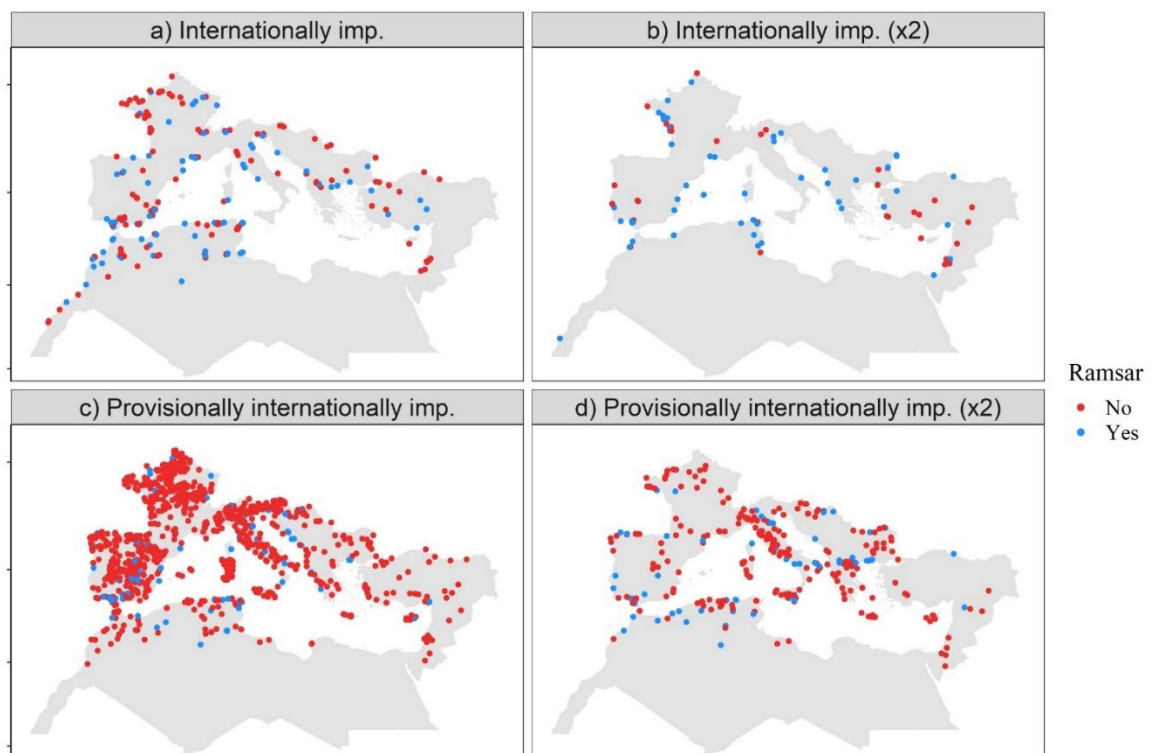 a) Internationally imp.
b) Internationally imp. (x2)
c) Provisionally internationally imp.
d) Provisionally internationally imp. (x2)
Ramsar
No
Yes